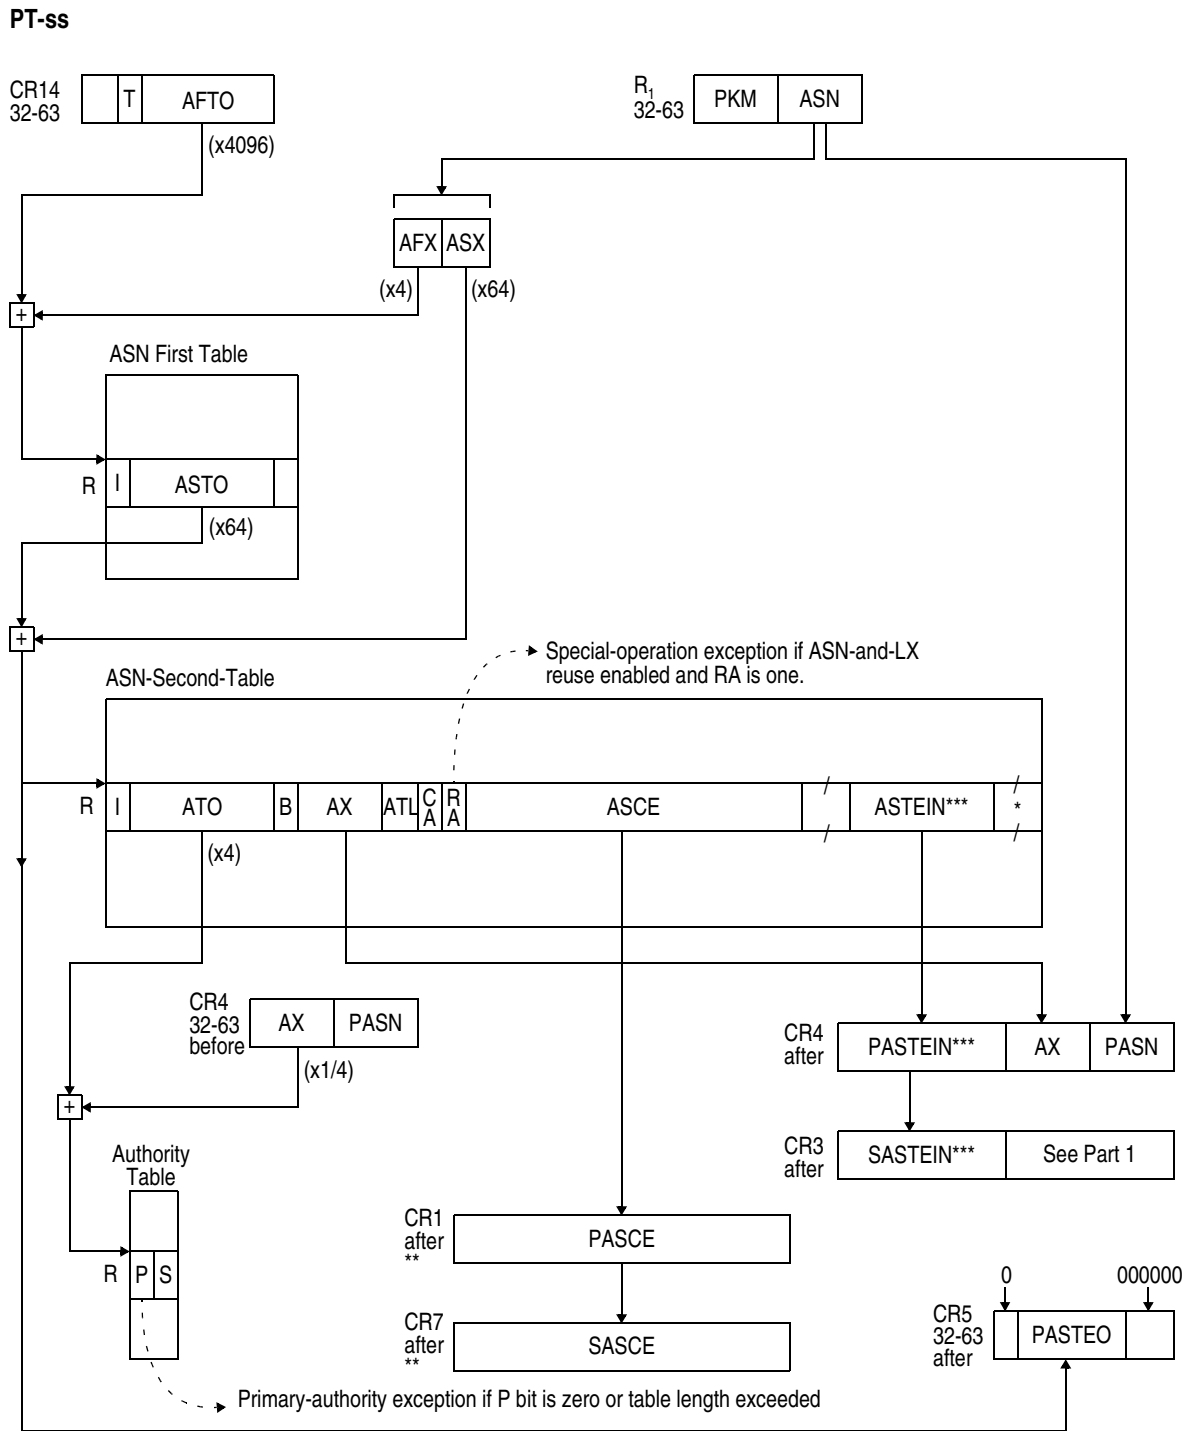 PT-ss
CR14
32-63
T
AFTO
(x4096)
R1
32-63
PKM
ASN
AFX
ASX
(x4)
(x64)
+
ASN First Table
R
I
ASTO
(x64)
+
Special-operation exception if ASN-and-LX
reuse enabled and RA is one.
ASN-Second-Table
R
I
ATO
B
AX
ATL
CA
RA
ASCE
ASTEIN***
*
(x4)
CR4
32-63
before
AX
PASN
(x1/4)
+
CR4
after
PASTEIN***
AX
PASN
CR3
after
SASTEIN***
See Part 1
Authority
Table
R
P
S
CR1
after
**
PASCE
CR7
after
**
SASCE
0
000000
CR5
32-63
after
PASTEO
Primary-authority exception if P bit is zero or table length exceeded